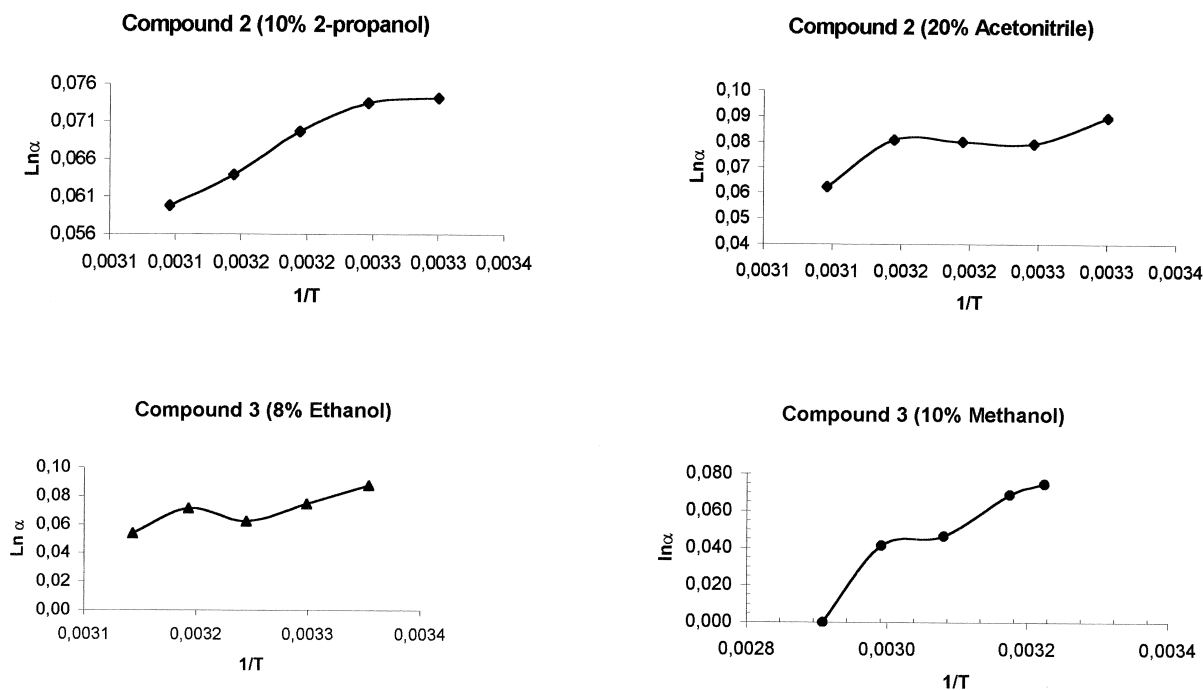 Compound 2 (10% 2-propanol)
0,076
0,071
0,066
0,061
0,056
Lnα
0,0031 0,0031 0,0032 0,0032 0,0033 0,0033 0,0034
1/T
Compound 2 (20% Acetonitrile)
0,10
0,09
0,08
0,07
0,06
0,05
0,04
Lnα
0,0031 0,0031 0,0032 0,0032 0,0033 0,0033 0,0034
1/T
Compound 3 (8% Ethanol)
0,10
0,08
0,06
0,04
0,02
0,00
Ln α
0,0031 0,0032 0,0033 0,0034
1/T
Compound 3 (10% Methanol)
0,080
0,060
0,040
0,020
0,000
lnα
0,0028 0,0030 0,0032 0,0034
1/T